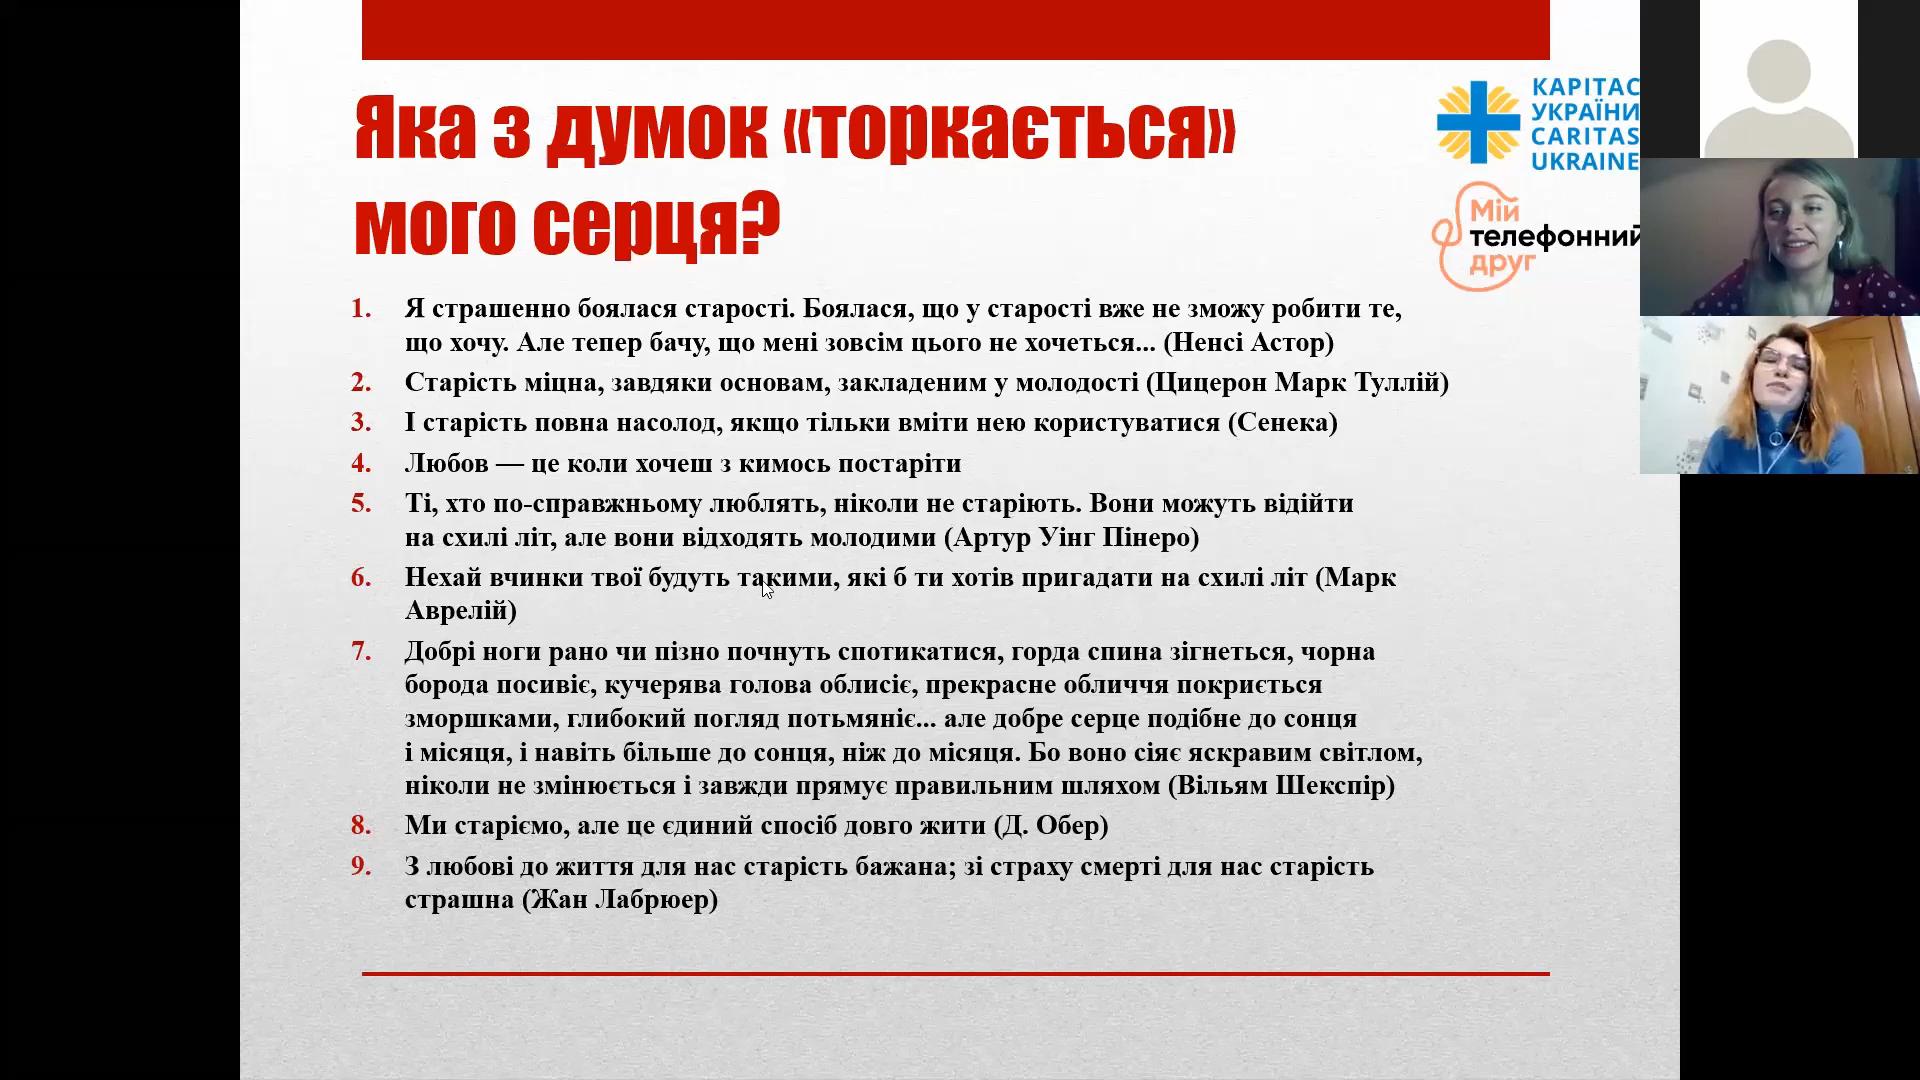 Яка з думок «торкається»
мого серця?
КАРІТАС
УКРАЇНИ
CARITAS
UKRAINE
Мій
телефонний
друг
1. Я страшенно боялася старості. Боялася, що у старості вже не зможу робити те,
що хочу. Але тепер бачу, що мені зовсім цього не хочеться... (Ненсі Астор)
2. Старість міцна, завдяки основам, закладеним у молодості (Цицерон Марк Туллій)
3. І старість повна насолод, якщо тільки вміти нею користуватися (Сенека)
4. Любов — це коли хочеш з кимось постаріти
5. Ті, хто по-справжньому люблять, ніколи не старіють. Вони можуть відійти
на схилі літ, але вони відходять молодими (Артур Уінг Пінеро)
6. Нехай вчинки твої будуть такими, які б ти хотів пригадати на схилі літ (Марк
Аврелій)
7. Добрі ноги рано чи пізно почнуть спотикатися, горда спина зігнеться, чорна
борода посивіє, кучерява голова облисіє, прекрасне обличчя покриється
зморшками, глибокий погляд потьмяніє... але добре серце подібне до сонця
і місяця, і навіть більше до сонця, ніж до місяця. Бо воно сіяє яскравим світлом,
ніколи не змінюється і завжди прямує правильним шляхом (Вільям Шекспір)
8. Ми старіємо, але це єдиний спосіб довго жити (Д. Обер)
9. З любові до життя для нас старість бажана; зі страху смерті для нас старість
страшна (Жан Лабрюєр)